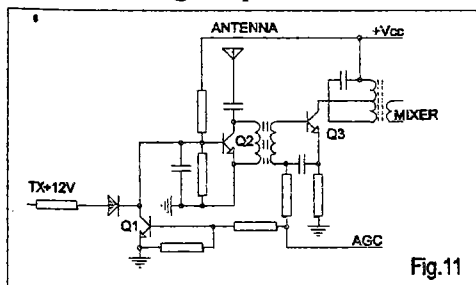 ANTENNA
+Vcc
Q2
Q3
MIXER
TX+12V
Q1
AGC
Fig.11